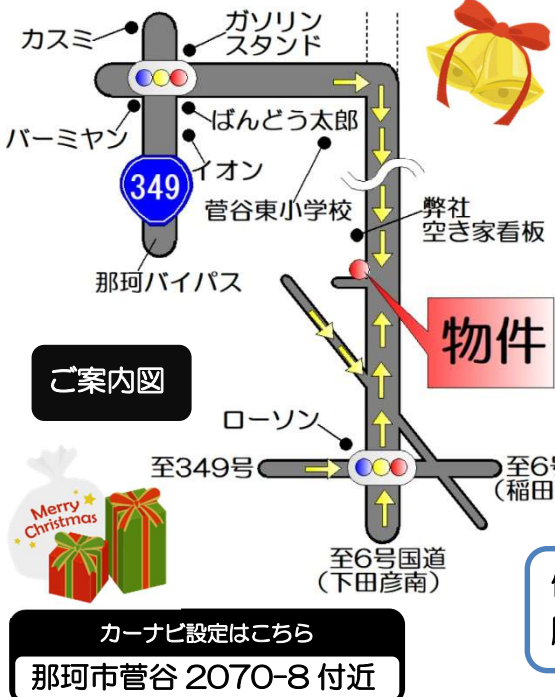 カスミ
ガソリン
スタンド
バーミヤン
ばんどう太郎
イオン
349
菅谷東小学校
弊社
空き家看板
那珂バイパス
物件
ご案内図
ローソン
至349号
至6号
(稲田
Merry
Christmas
至6号国道
(下田彦南)
カーナビ設定はこちら
那珂市菅谷 2070-8 付近